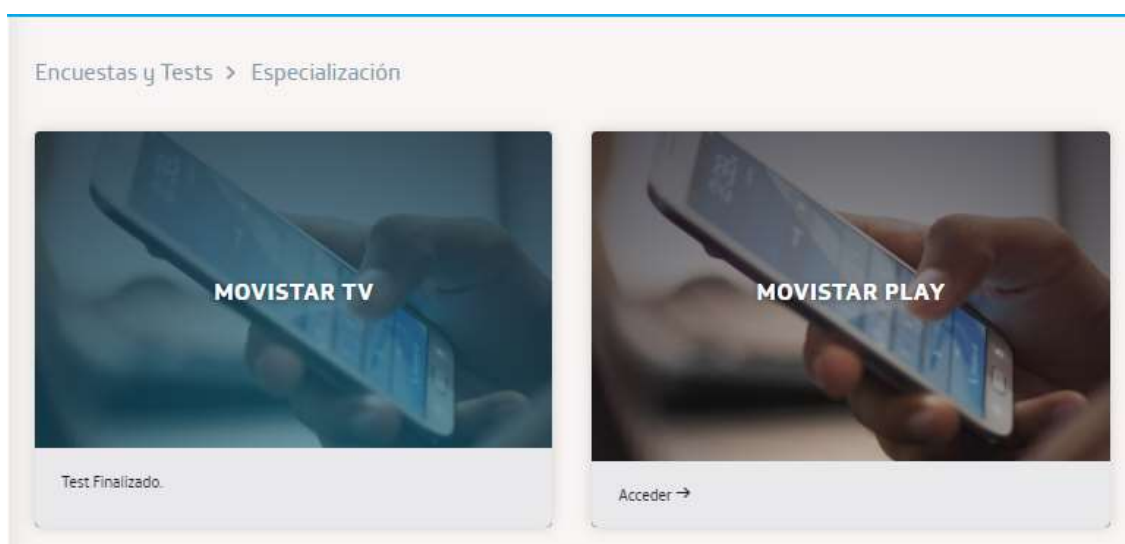 Encuestas y Tests > Especialización
MOVISTAR TV
MOVISTAR PLAY
Test Finalizado.
Acceder →